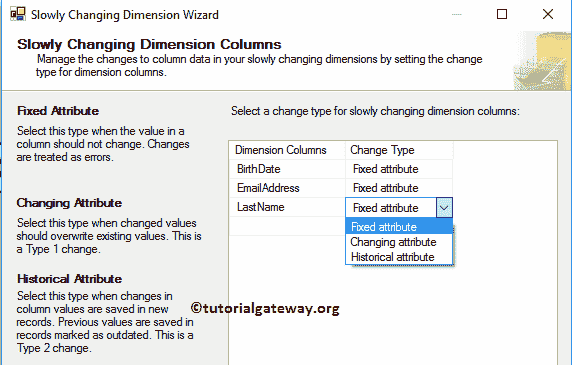 Slowly Changing Dimension Wizard
Slowly Changing Dimension Columns
Manage the changes to column data in your slowly changing dimensions by setting the change
type for dimension columns.
Fixed Attribute
Select this type when the value in a
column should not change. Changes
are treated as errors.
Changing Attribute
Select this type when changed values
should overwrite existing values. This is
a Type 1 change.
Historical Attribute
Select this type when changes in
column values are saved in new
records. Previous values are saved in
records marked as outdated. This is a
Type 2 change.
Select a change type for slowly changing dimension columns:
Dimension Columns Change Type
BirthDate Fixed attribute
EmailAddress Fixed attribute
LastName Fixed attribute
Fixed attribute
Changing attribute
Historical attribute
©tutorialgateway.org